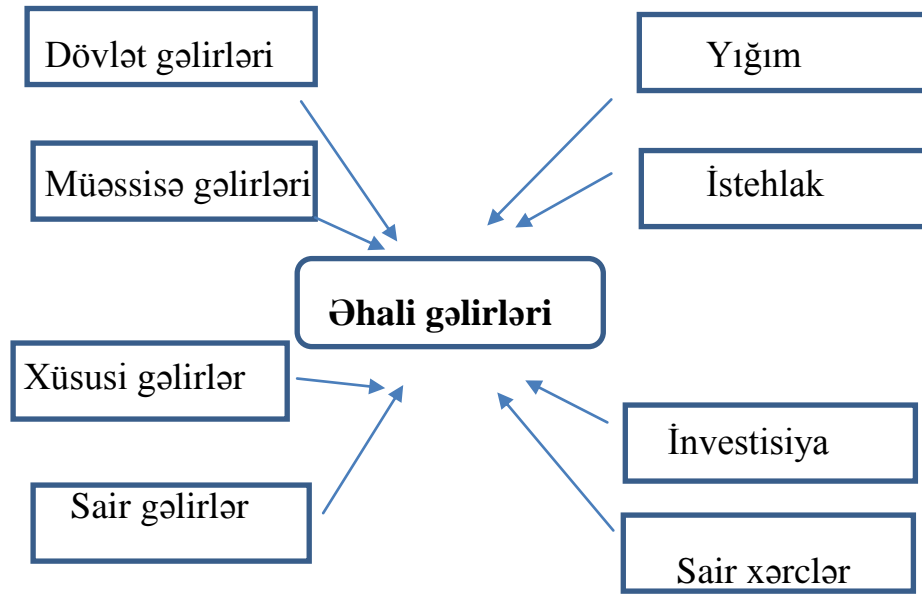 Dövlət gəlirləri
Yığım
Müəssisə gəlirləri
İstehlak
Əhali gəlirləri
Xüsusi gəlirlər
İnvestisiya
Sair gəlirlər
Sair xərclər